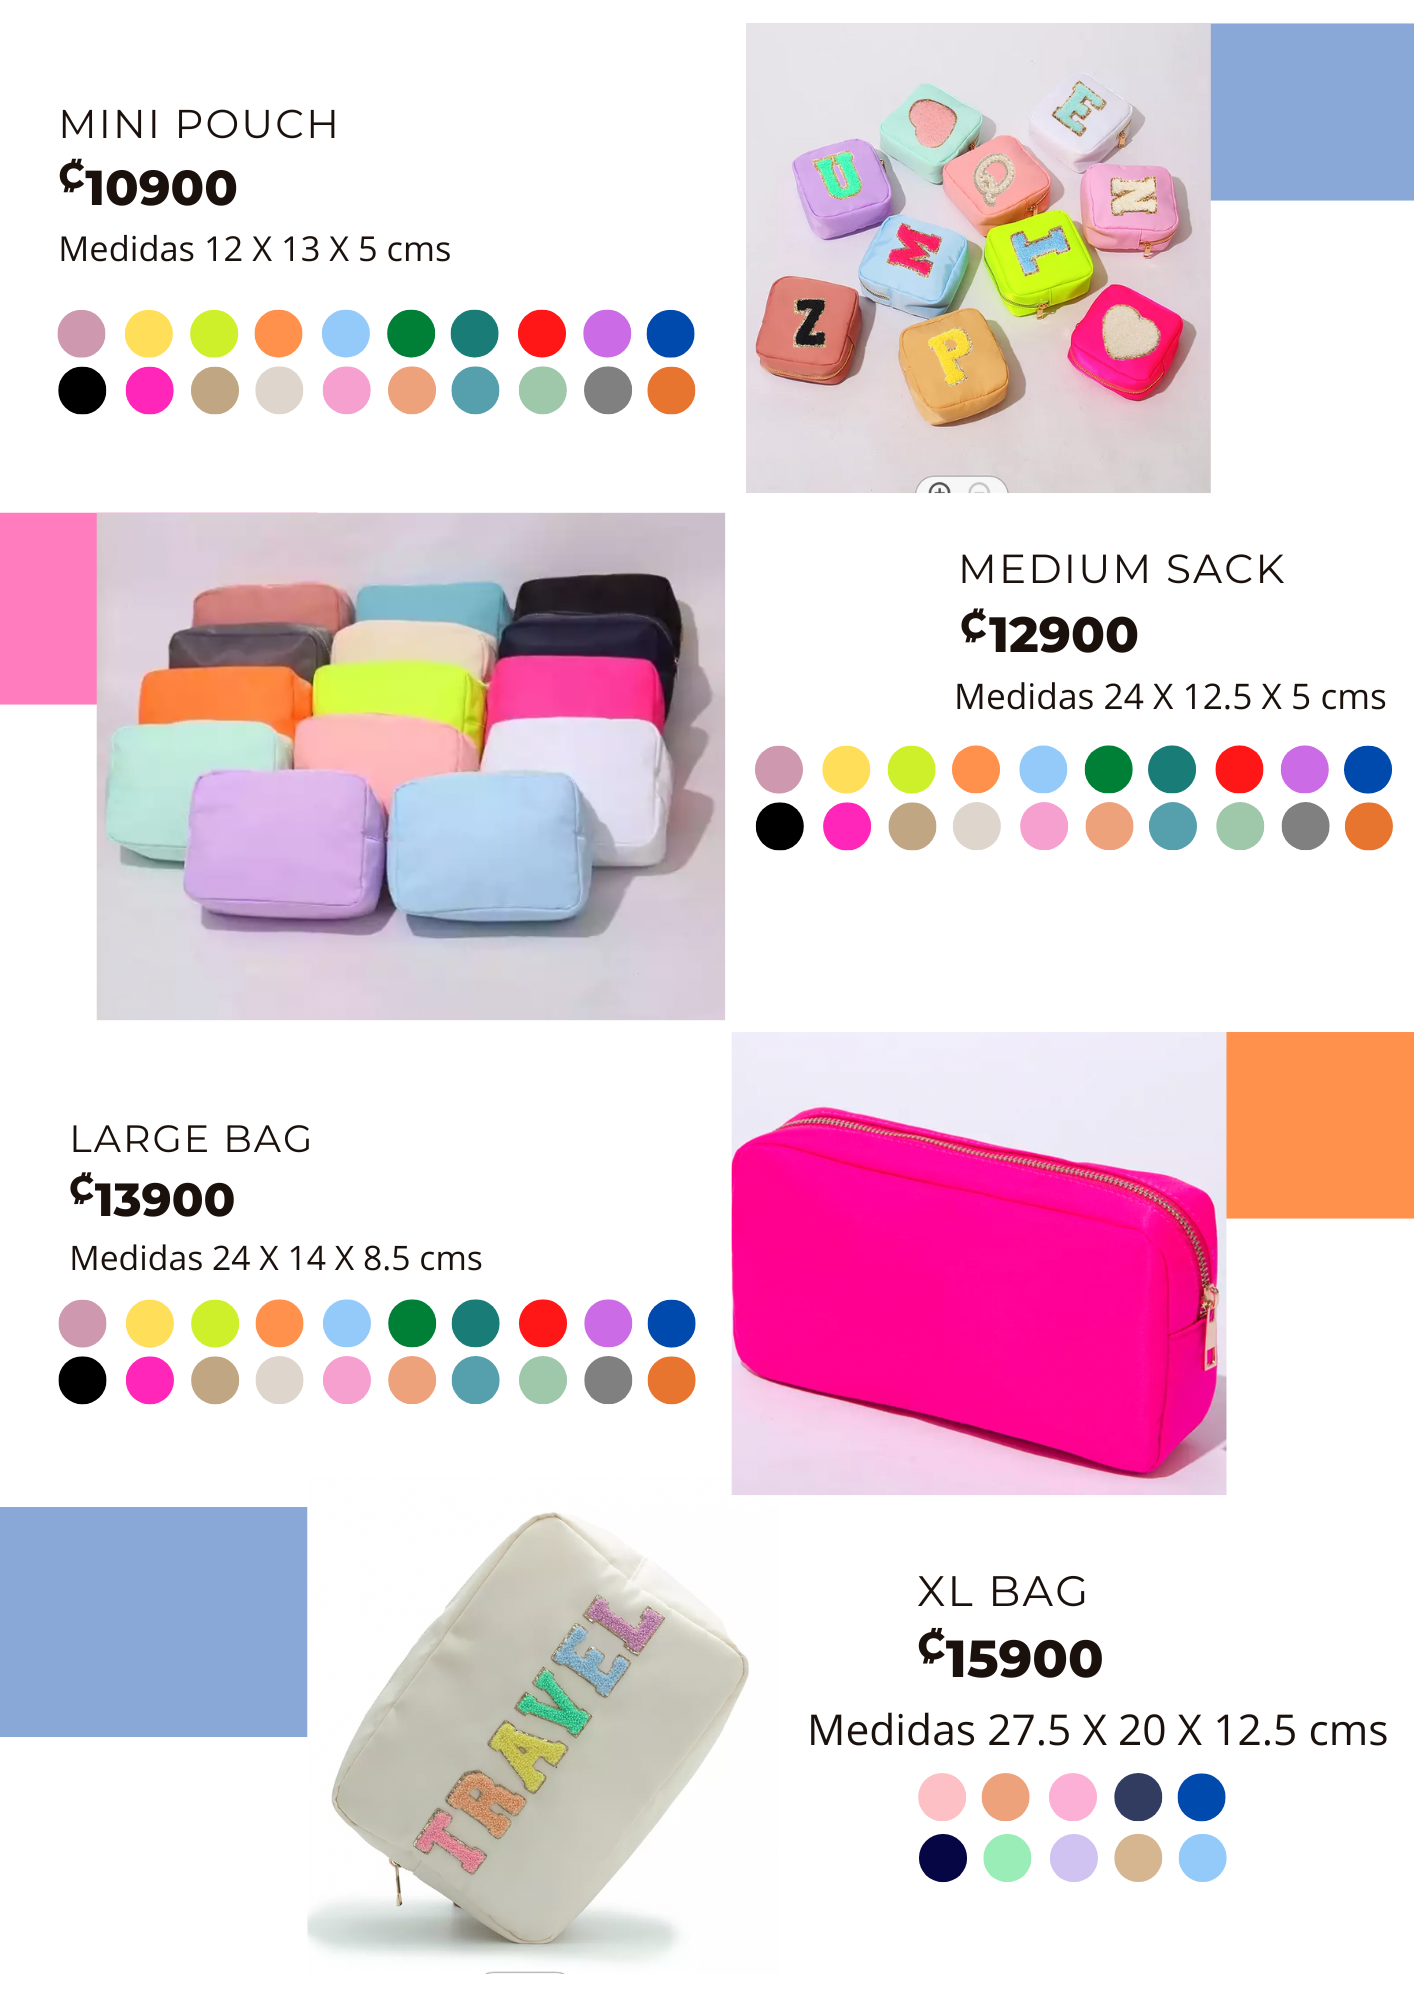 MINI POUCH
₡10900
Medidas 12 X 13 X 5 cms
E
U
Q
N
M
T
Z
P
MEDIUM SACK
₡12900
Medidas 24 X 12.5 X 5 cms
LARGE BAG
₡13900
Medidas 24 X 14 X 8.5 cms
TRAVEL
XL BAG
₡15900
Medidas 27.5 X 20 X 12.5 cms